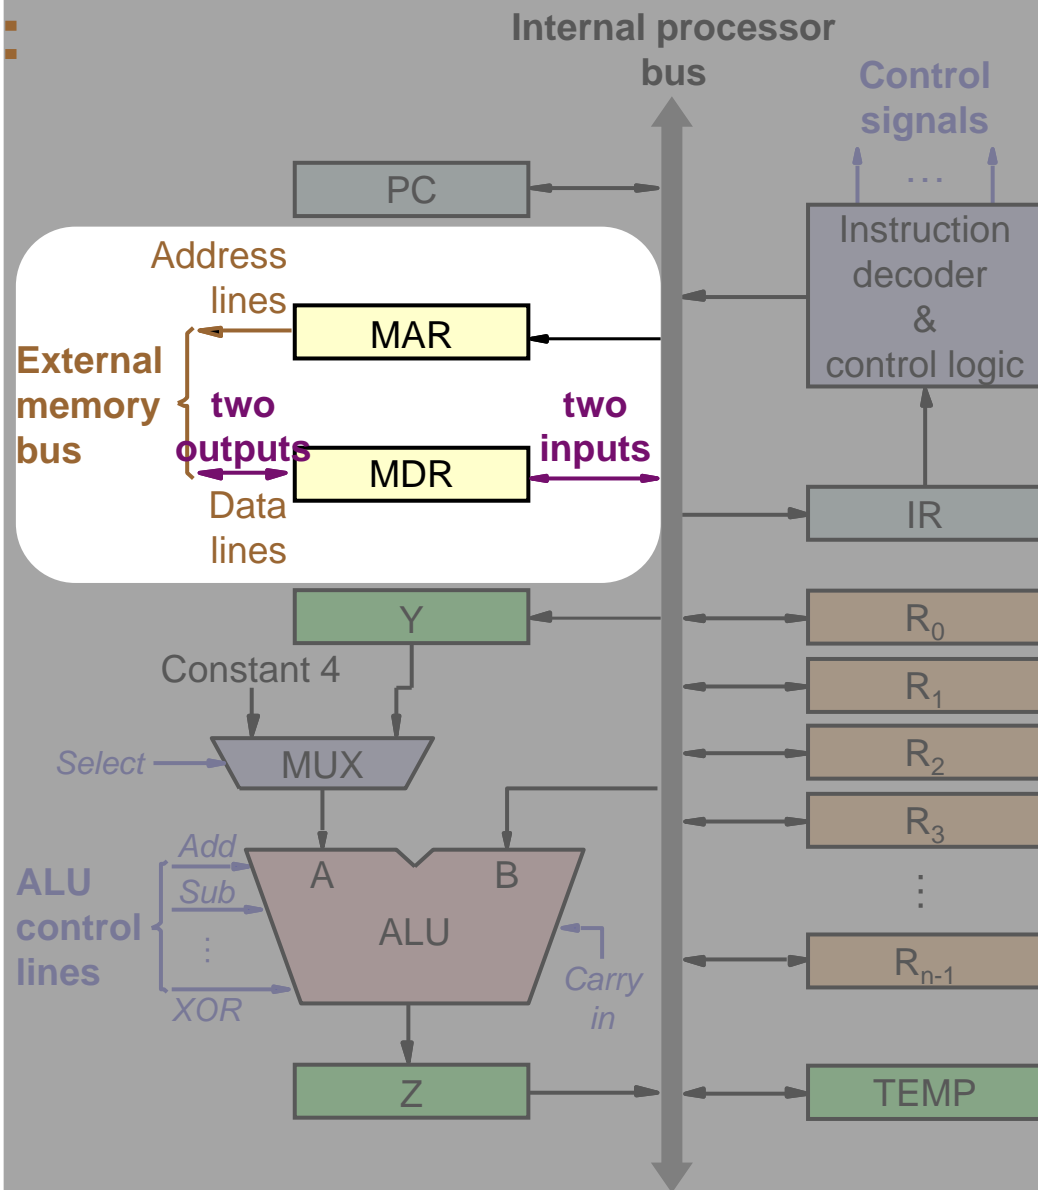 :
Internal processor
bus
Control
signals
...
PC
Instruction
decoder
&
control logic
Address
lines
MAR
External
memory
bus
two
outputs
two
inputs
MDR
Data
lines
IR
Y
R0
Constant 4
R1
Select
MUX
R2
R3
Add
A
B
ALU
control
lines
Sub
⋮
ALU
⋮
XOR
Carry
in
Rn-1
Z
TEMP